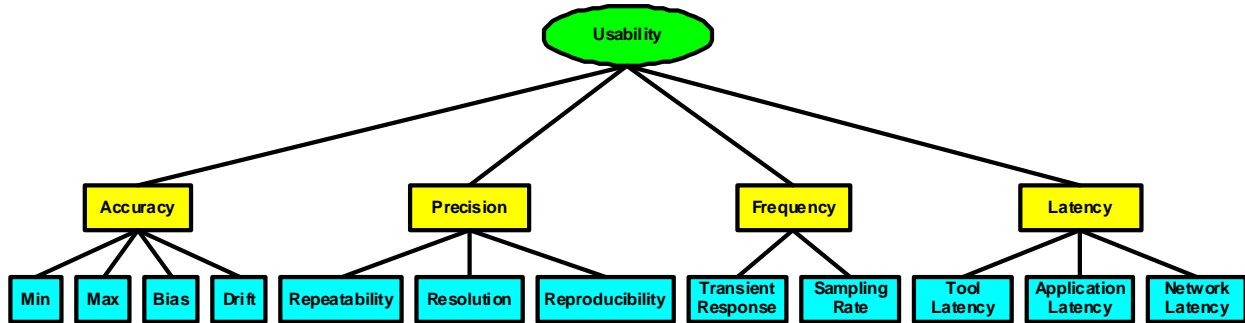 Usability
Accuracy
Precision
Frequency
Latency
Min
Max
Bias
Drift
Repeatability
Resolution
Reproducibility
Transient
Response
Sampling
Rate
Tool
Latency
Application
Latency
Network
Latency